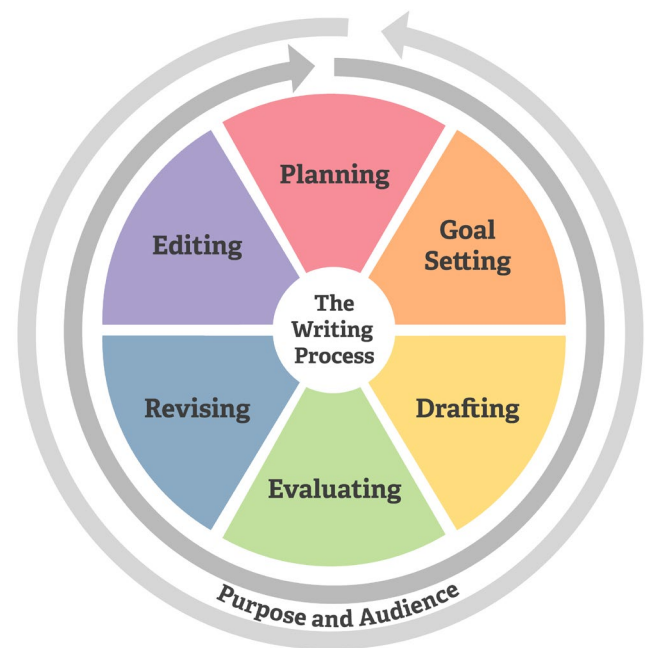 Planning
Goal
Setting
Drafting
Evaluating
Revising
Editing
The
Writing
Process
Purpose and Audience